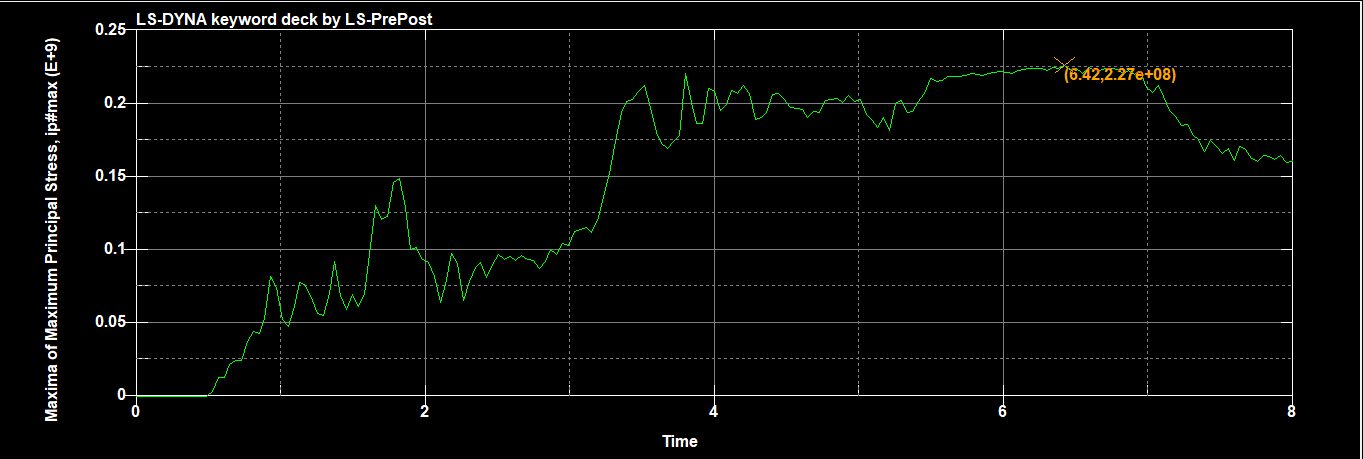 LS-DYNA keyword deck by LS-PrePost
Maxima of Maximum Principal Stress, ip#max (E+9)
0.25
0.2
0.15
0.1
0.05
0
(6.42,2.27e+08)
0 2 4 6 8
Time